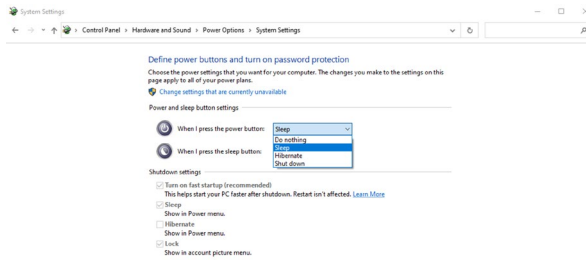 System Settings
Control Panel > Hardware and Sound > Power Options > System Settings
Define power buttons and turn on password protection
Choose the power settings that you want for your computer. The changes you make to the settings on this
page apply to all of your power plans.
Change settings that are currently unavailable
Power and sleep button settings
When I press the power button: Sleep
Do nothing
Sleep
When I press the sleep button:
Hibernate
Shut down
Shutdown settings
Turn on fast startup (recommended)
This helps start your PC faster after shutdown. Restart isn't affected. Learn More
Sleep
Show in Power menu.
Hibernate
Show in Power menu.
Lock
Show in account picture menu.